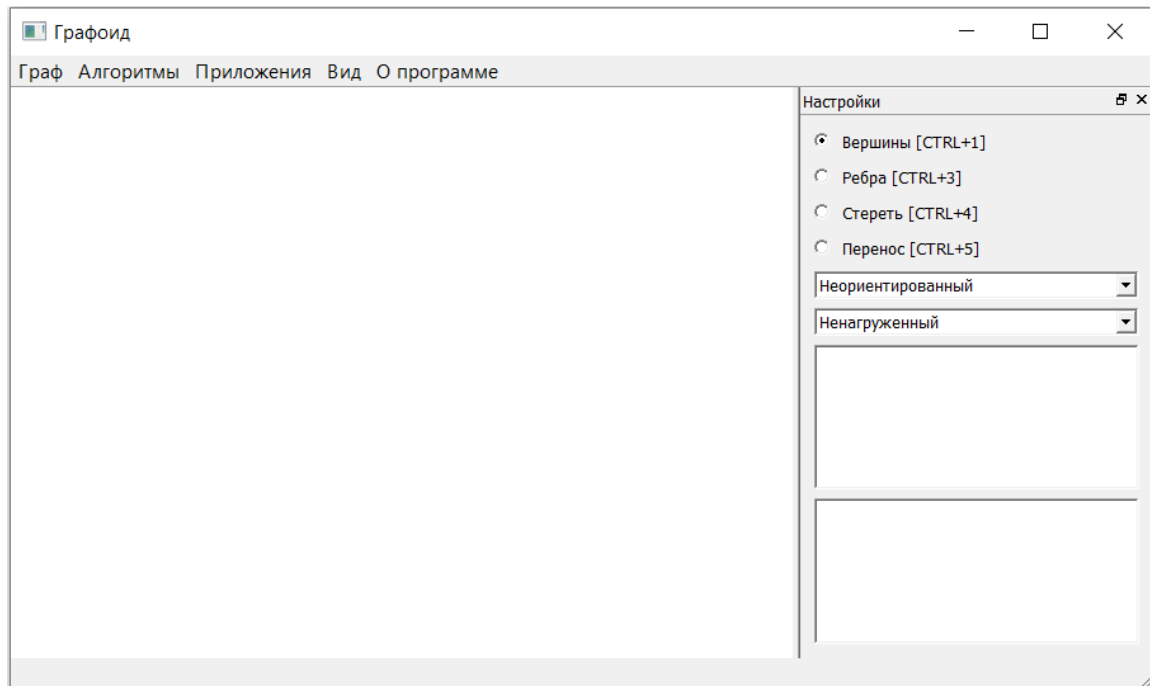 Графоид
Граф Алгоритмы Приложения Вид О программе
Настройки
Вершины [CTRL+1]
Ребра [CTRL+3]
Стереть [CTRL+4]
Перенос [CTRL+5]
Неориентированный
Ненагруженный